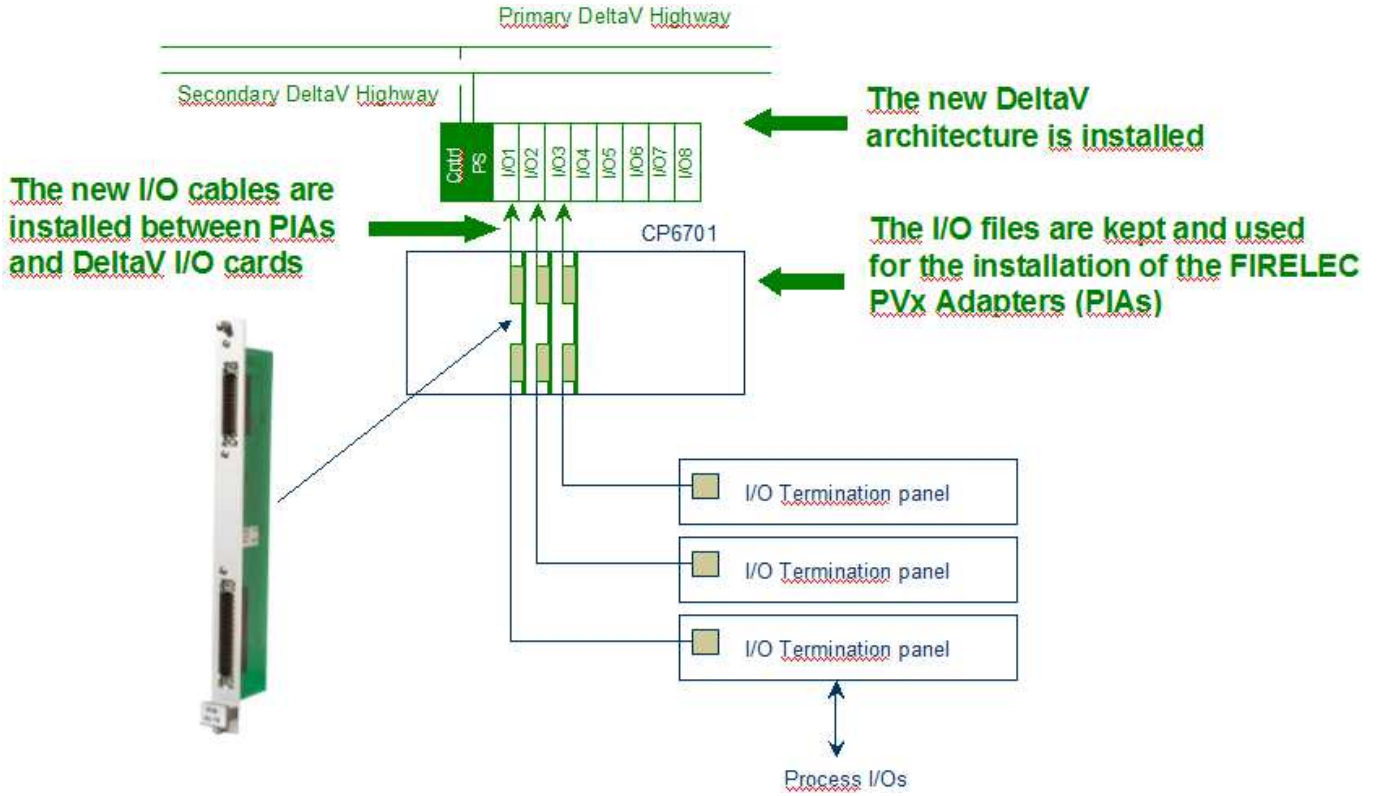 Primary DeltaV Highway
Secondary DeltaV Highway
The new DeltaV
architecture is installed
Cntrl
PS
I/O1
I/O2
I/O3
I/O4
I/O5
I/O6
I/O7
I/O8
The new I/O cables are
installed between PIAs
and DeltaV I/O cards
CP6701
The I/O files are kept and used
for the installation of the FIRELEC
PVx Adapters (PIAs)
I/O Termination panel
I/O Termination panel
I/O Termination panel
Process I/Os